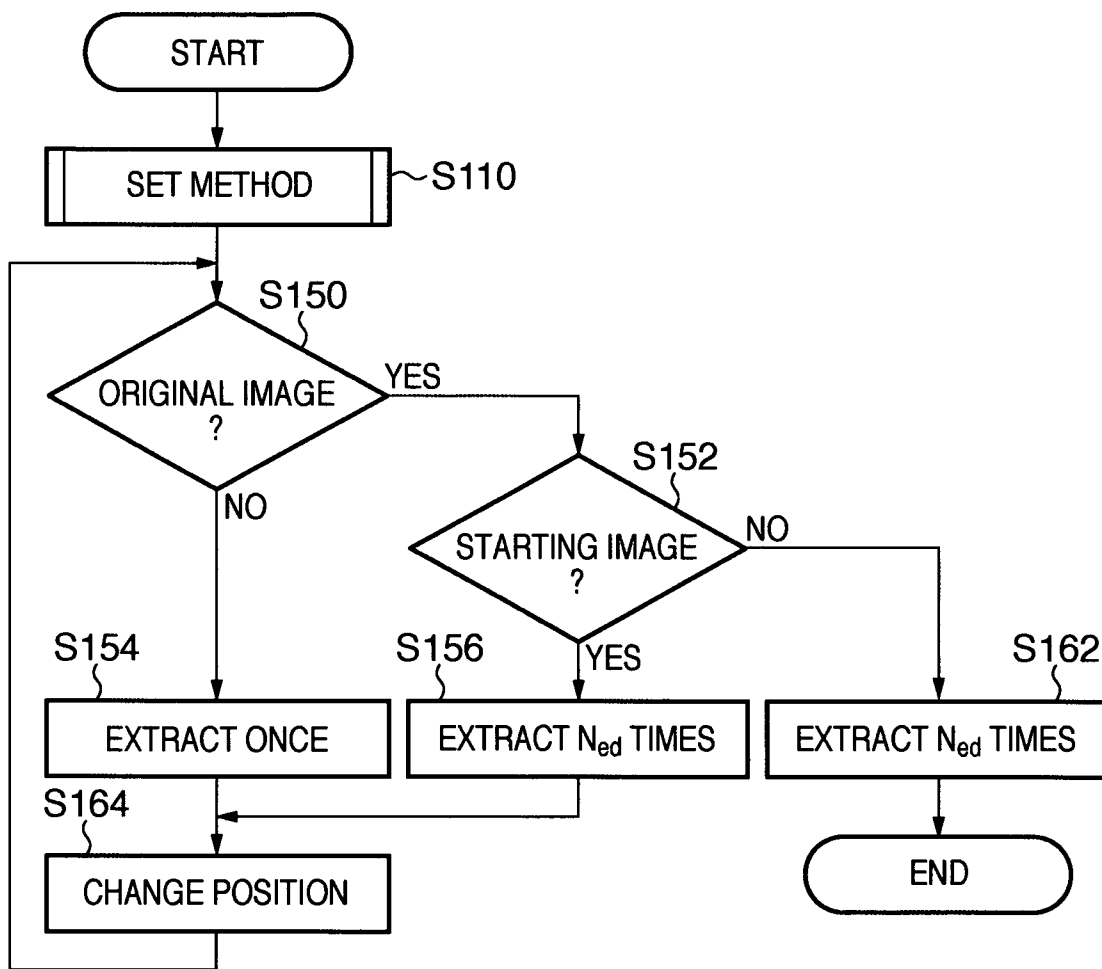 START
SET METHOD
S110
S150
ORIGINAL IMAGE
?
YES
NO
S152
STARTING IMAGE
?
NO
YES
S154
EXTRACT ONCE
S156
EXTRACT Ned TIMES
S162
EXTRACT Ned TIMES
S164
CHANGE POSITION
END